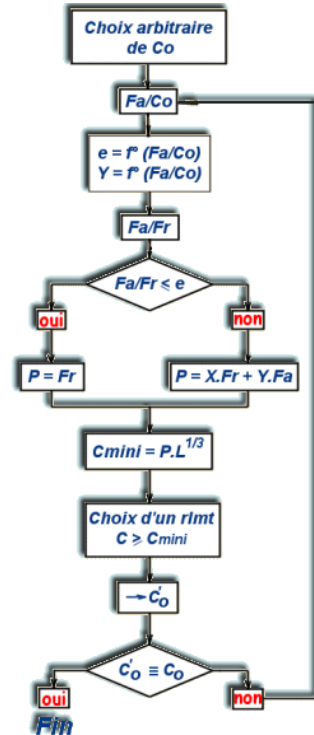 Choix arbitraire
de Co
Fa/Co
e = f° (Fa/Co)
Y = f° (Fa/Co)
Fa/Fr
Fa/Fr ⩽ e
oui
non
P = Fr
P = X.Fr + Y.Fa
Cmini = P.L^1/3
Choix d'un rlmt
C ⩾ Cmini
→ C'o
C'o ≡ Co
oui
non
Fin